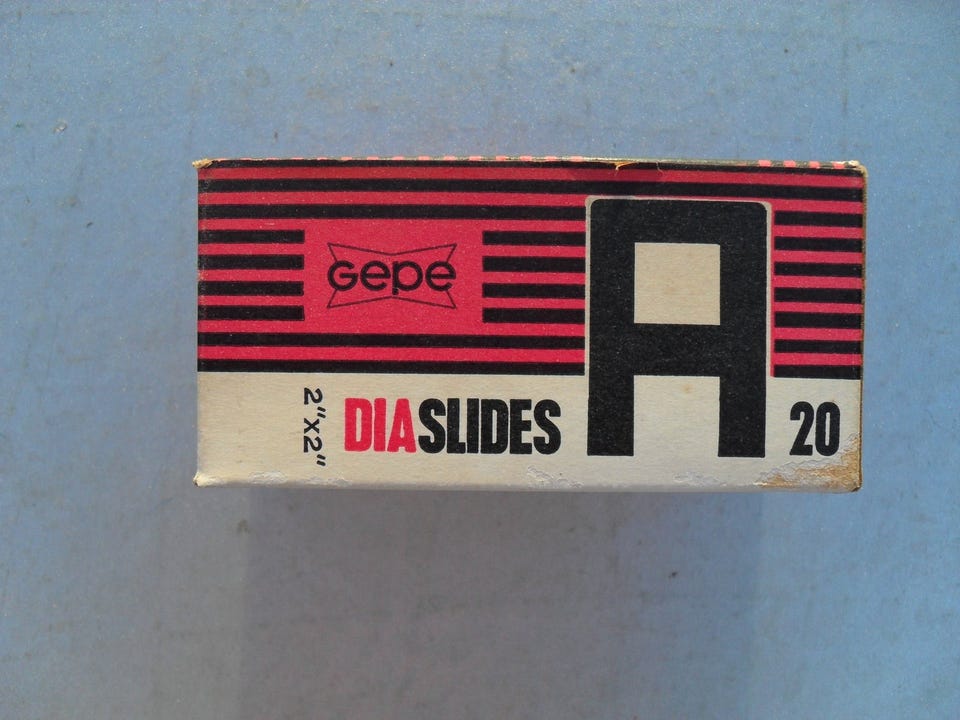 Gepe
A
2"x2"
DIASLIDES
20